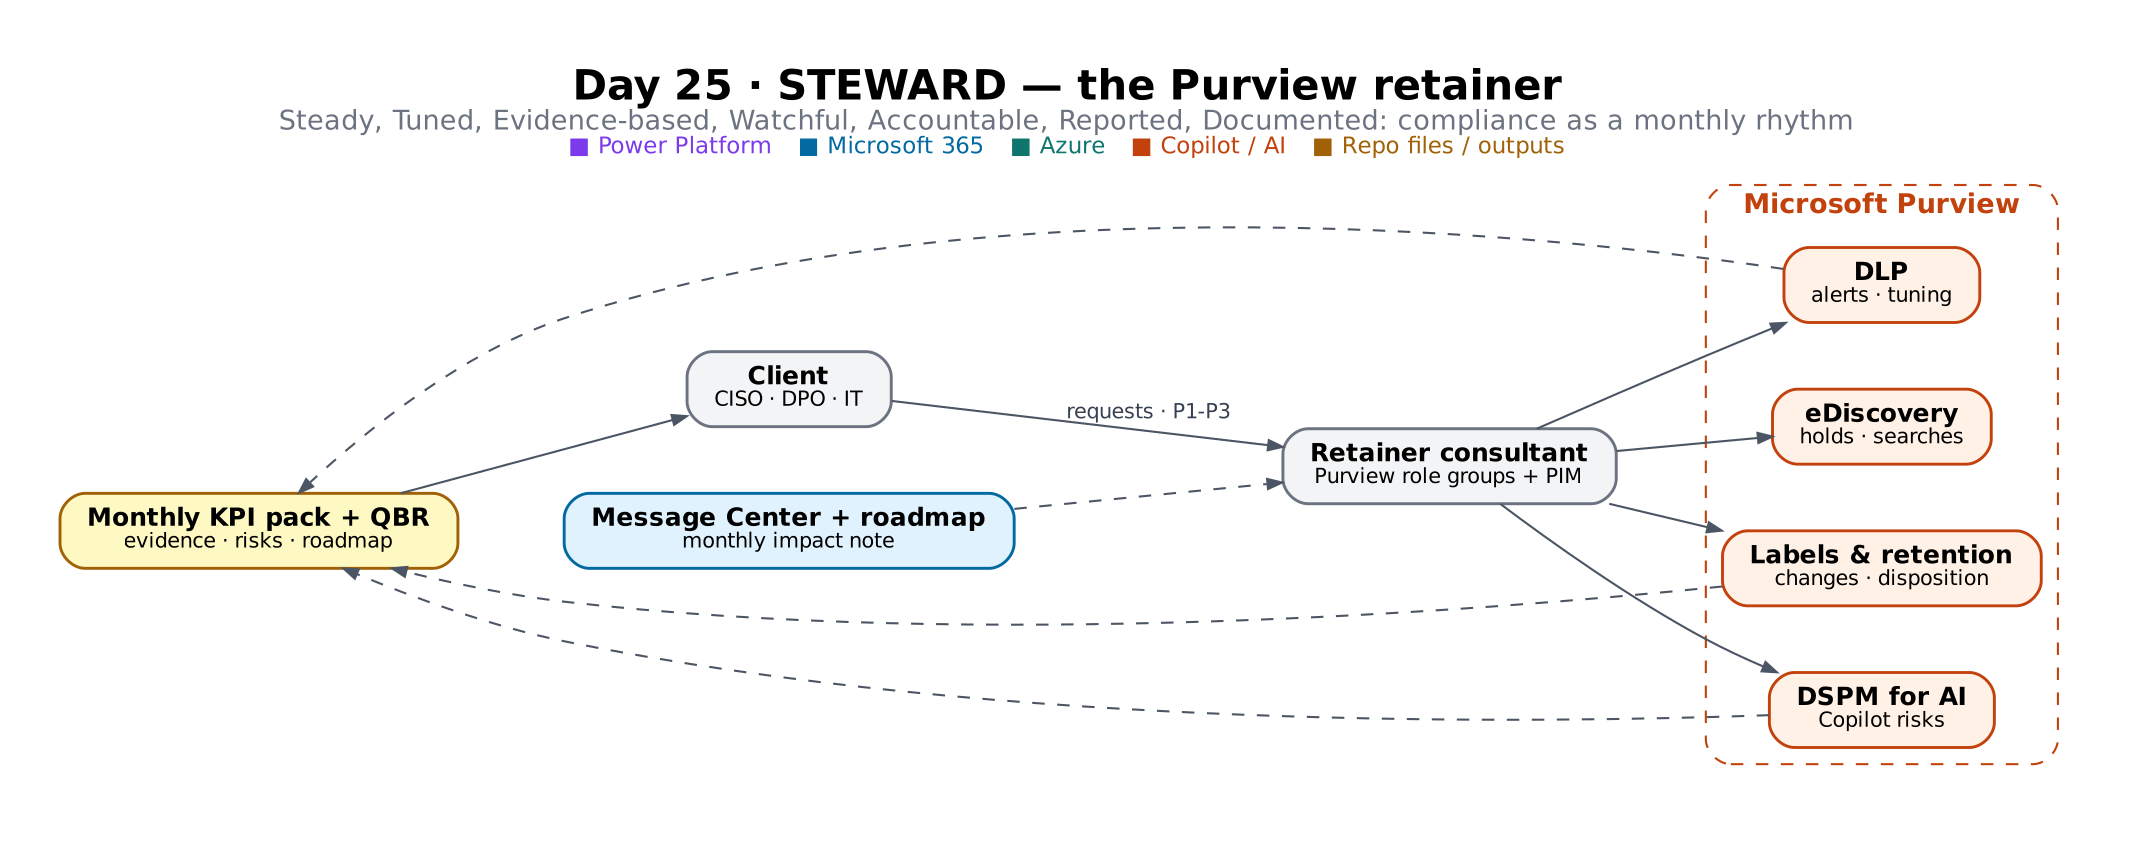 Day 25 · STEWARD — the Purview retainer
Steady, Tuned, Evidence-based, Watchful, Accountable, Reported, Documented: compliance as a monthly rhythm
■ Power Platform ■ Microsoft 365 ■ Azure ■ Copilot / AI ■ Repo files / outputs
Microsoft Purview
DLP
alerts · tuning
Client
CISO · DPO · IT
requests · P1-P3
eDiscovery
holds · searches
Retainer consultant
Purview role groups + PIM
Monthly KPI pack + QBR
evidence · risks · roadmap
Message Center + roadmap
monthly impact note
Labels & retention
changes · disposition
DSPM for AI
Copilot risks